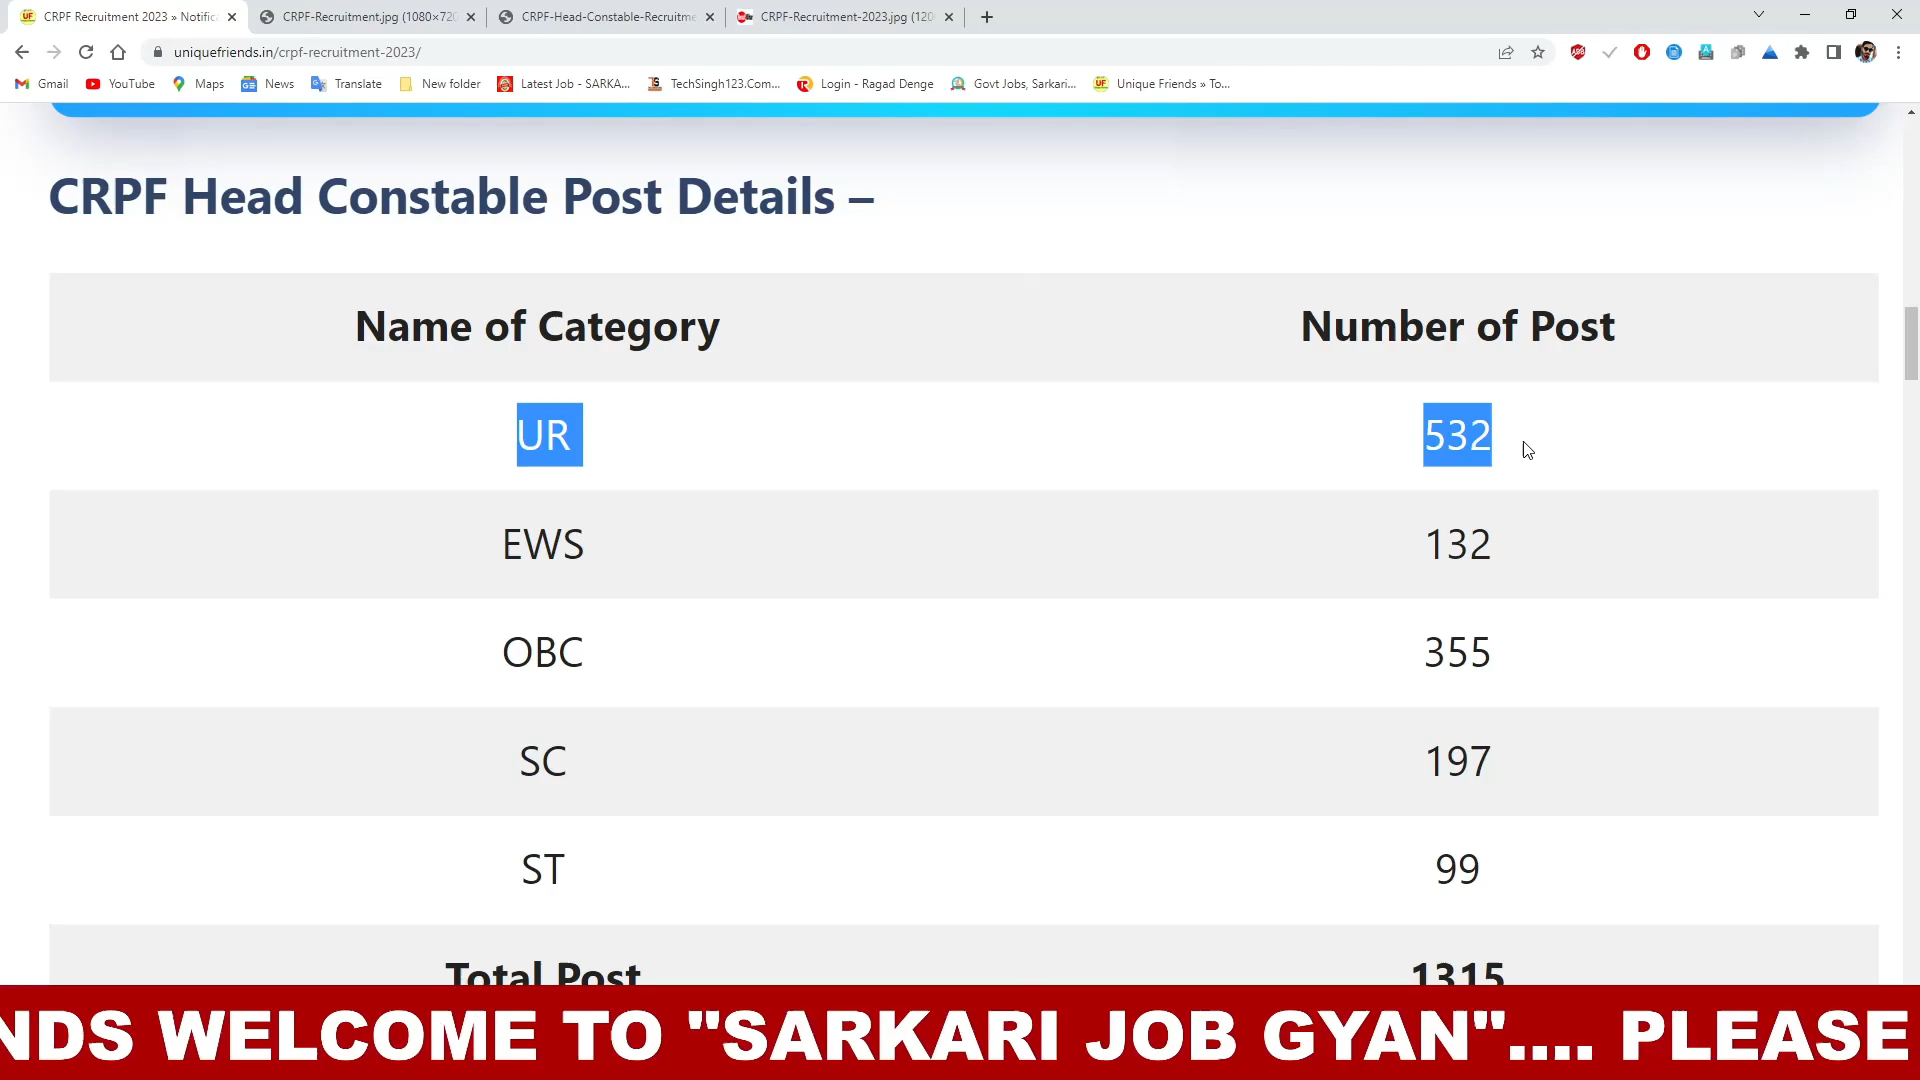 CRPF Recruitment 2023 » Notifica
CRPF-Recruitment.jpg (1080×720
CRPF-Head-Constable-Recruitme
CRPF-Recruitment-2023.jpg (120
uniquefriends.in/crpf-recruitment-2023/
Gmail
YouTube
Maps
News
Translate
New folder
Latest Job - SARKA...
TechSingh123.Com...
Login - Ragad Denge
Govt Jobs, Sarkari...
Unique Friends » To...
CRPF Head Constable Post Details –
Name of Category Number of Post
UR 532
EWS 132
OBC 355
SC 197
ST 99
Total Post 1315
NDS WELCOME TO "SARKARI JOB GYAN".... PLEASE